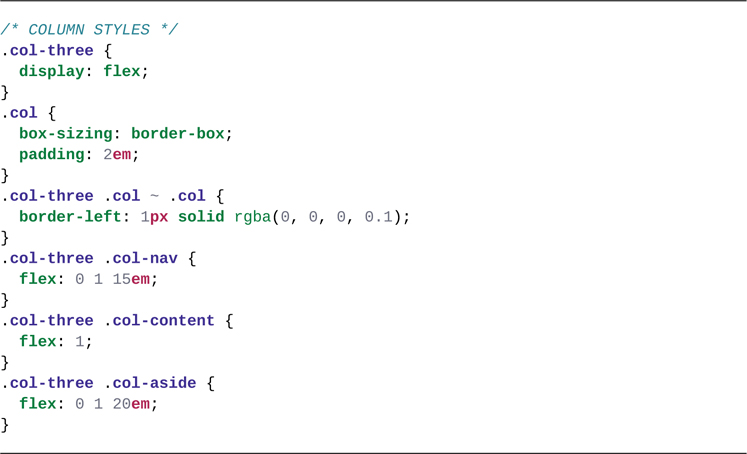 /* COLUMN STYLES */
.col-three {
  display: flex;
}
.col {
  box-sizing: border-box;
  padding: 2em;
}
.col-three .col ~ .col {
  border-left: 1px solid rgba(0, 0, 0, 0.1);
}
.col-three .col-nav {
  flex: 0 1 15em;
}
.col-three .col-content {
  flex: 1;
}
.col-three .col-aside {
  flex: 0 1 20em;
}